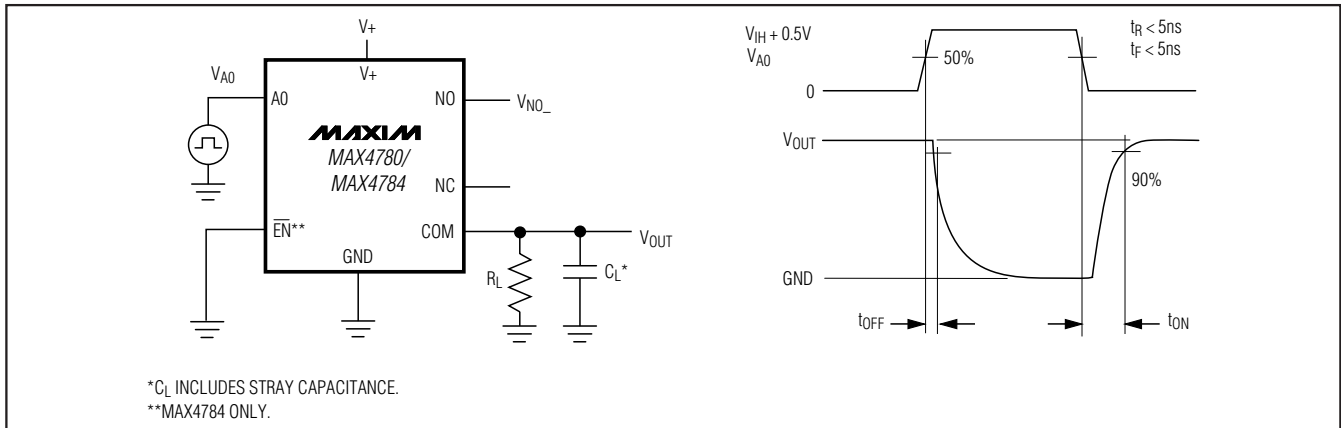 V+
V+
VA0
A0
NO
VNO_
MAXIM
MAX4780/
MAX4784
NC
EN**
COM
VOUT
GND
RL
CL*
*CL INCLUDES STRAY CAPACITANCE.
**MAX4784 ONLY.
VIH + 0.5V
VA0
50%
tR < 5ns
tF < 5ns
0
VOUT
90%
GND
tOFF
tON